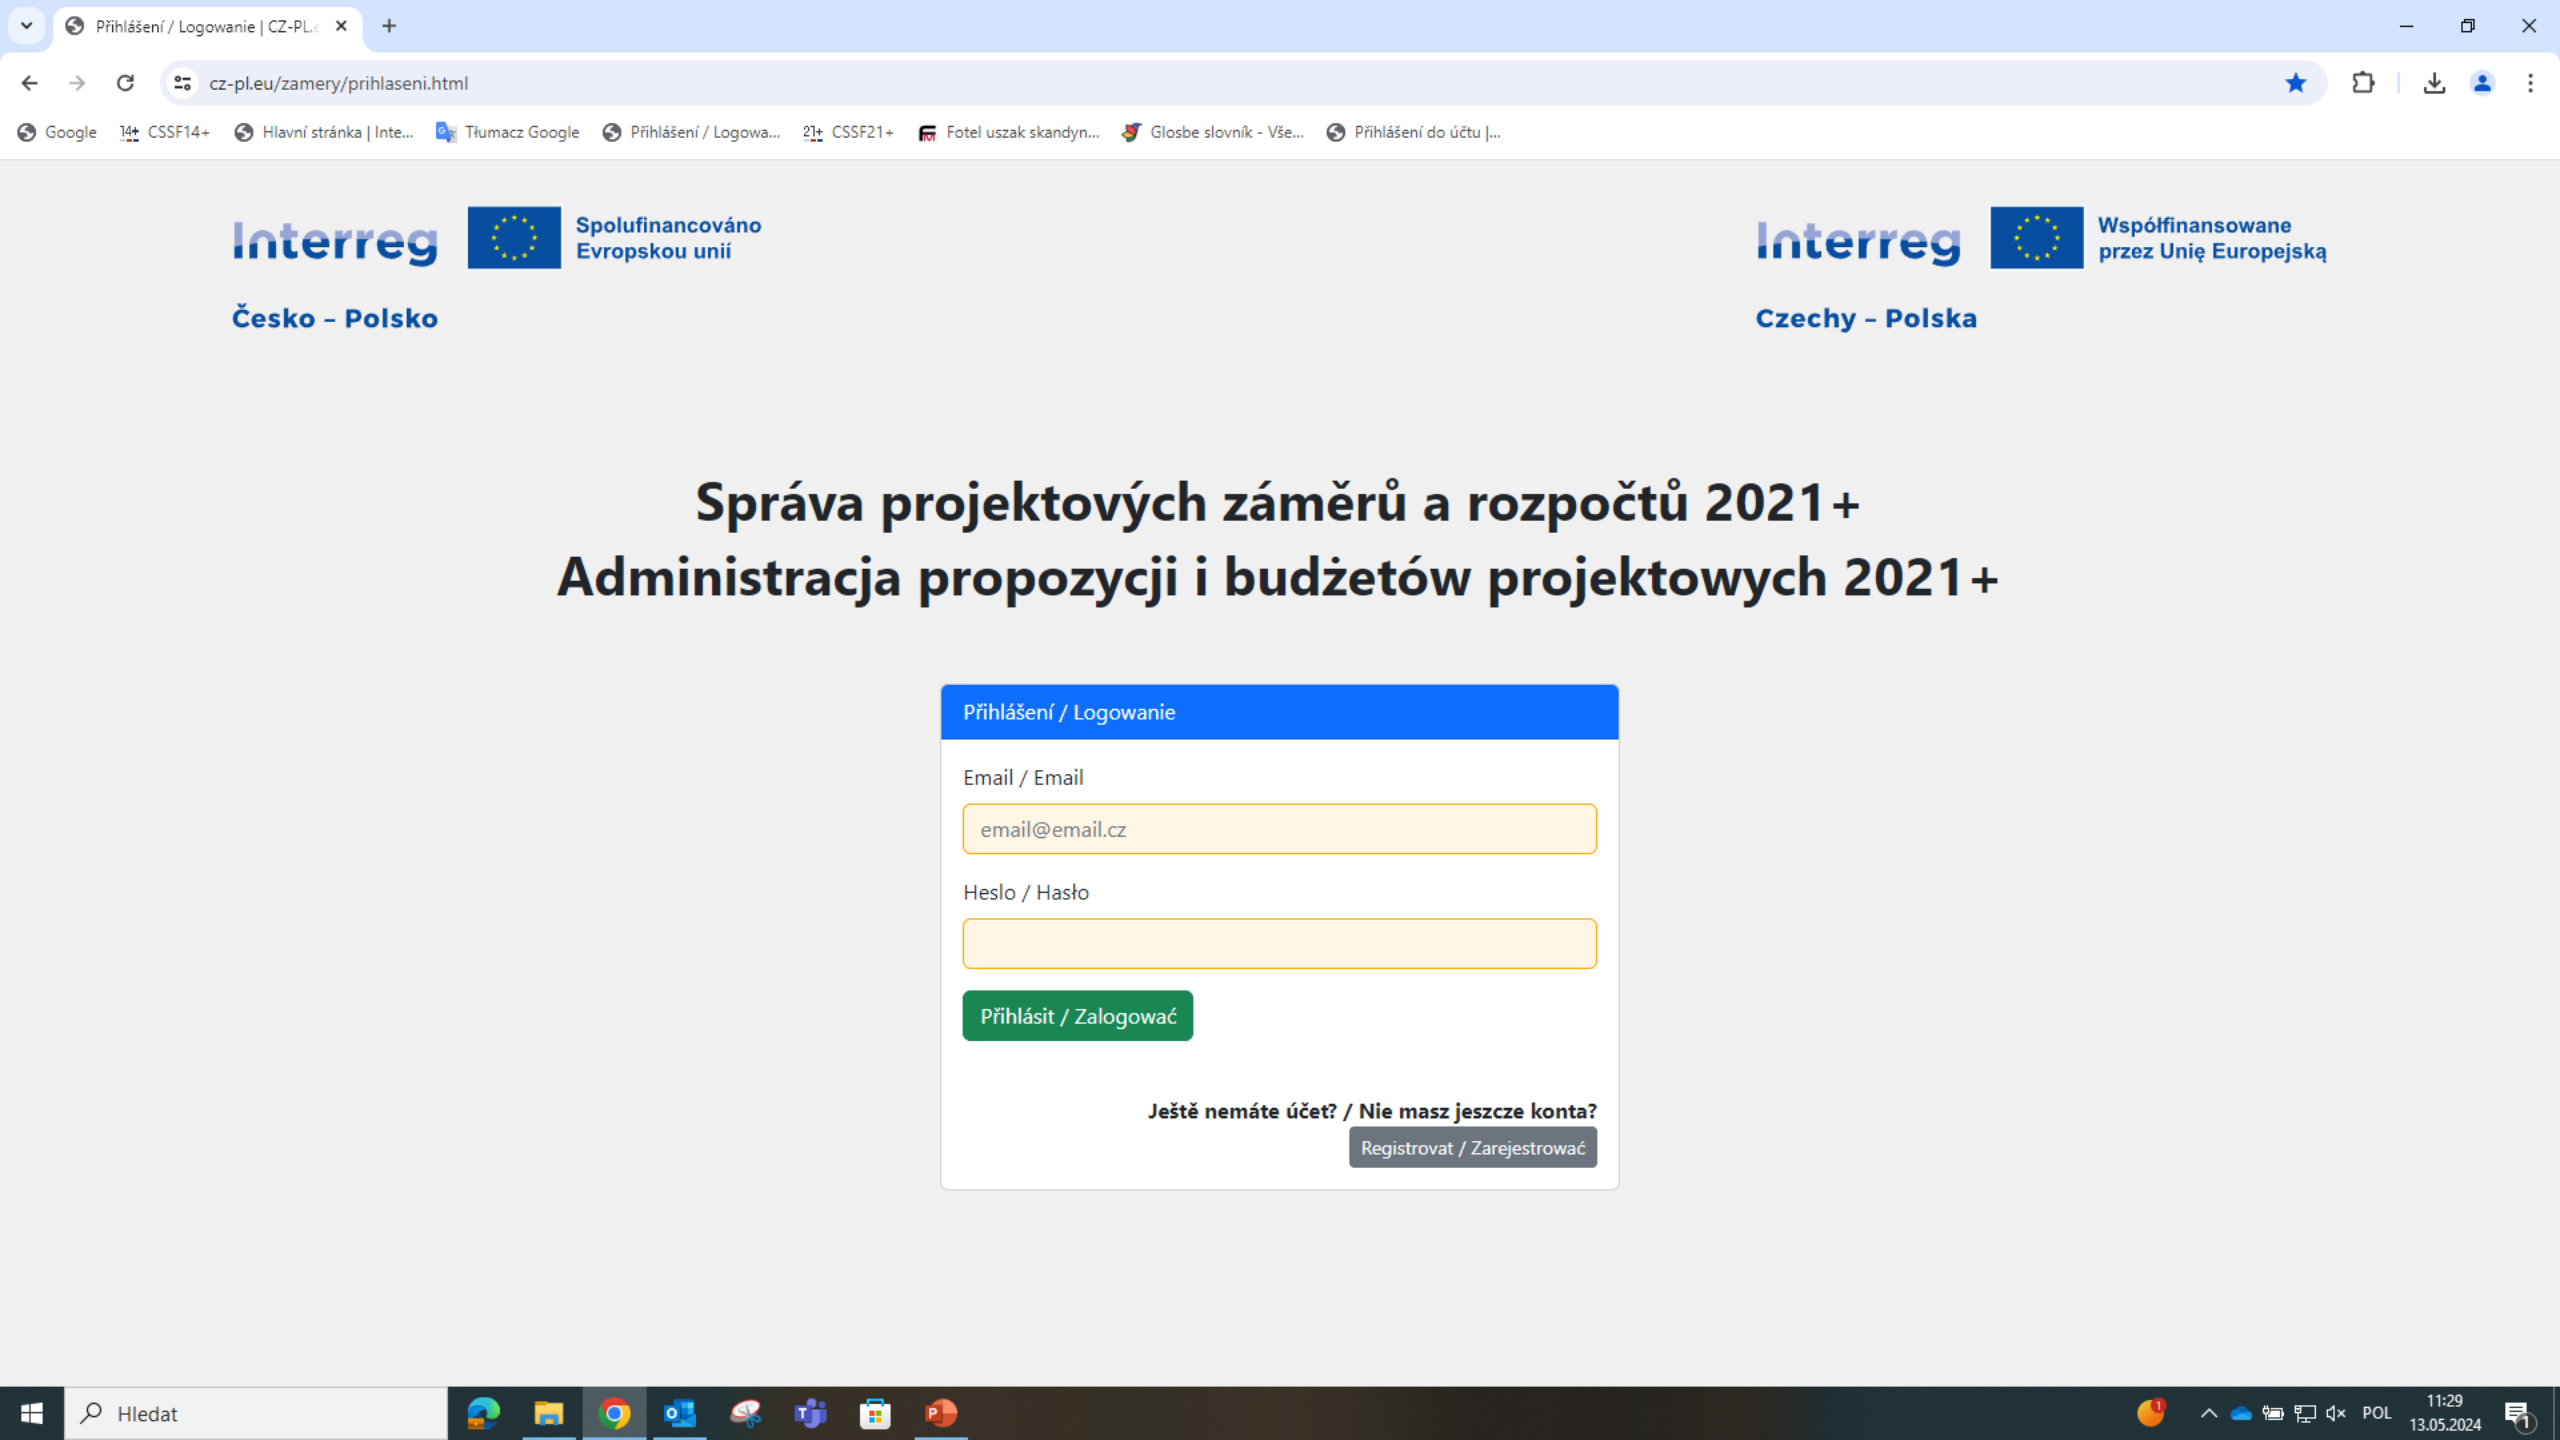 Přihlášení / Logowanie | CZ-PL.e
cz-pl.eu/zamery/prihlaseni.html
Google
14+ CSSF14+
Hlavní stránka | Inte...
Tłumacz Google
Přihlášení / Logowa...
21+ CSSF21+
Fotel uszak skandyn...
Glosbe slovník - Vše...
Přihlášení do účtu |...
Interreg
Spolufinancováno
Evropskou unií
Česko – Polsko
Interreg
Współfinansowane
przez Unię Europejską
Czechy – Polska
Správa projektových záměrů a rozpočtů 2021+
Administracja propozycji i budżetów projektowych 2021+
Přihlášení / Logowanie
Email / Email
email@email.cz
Heslo / Hasło
Přihlásit / Zalogować
Ještě nemáte účet? / Nie masz jeszcze konta?
Registrovat / Zarejestrować
Hledat
1
POL
11:29
13.05.2024
1